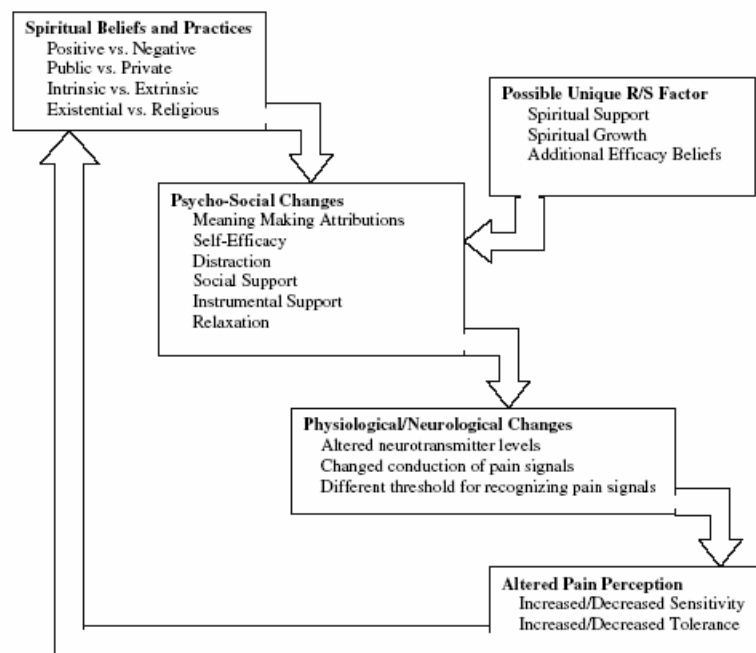 Spiritual Beliefs and Practices
Positive vs. Negative
Public vs. Private
Intrinsic vs. Extrinsic
Existential vs. Religious
Possible Unique R/S Factor
Spiritual Support
Spiritual Growth
Additional Efficacy Beliefs
Psycho-Social Changes
Meaning Making Attributions
Self-Efficacy
Distraction
Social Support
Instrumental Support
Relaxation
Physiological/Neurological Changes
Altered neurotransmitter levels
Changed conduction of pain signals
Different threshold for recognizing pain signals
Altered Pain Perception
Increased/Decreased Sensitivity
Increased/Decreased Tolerance